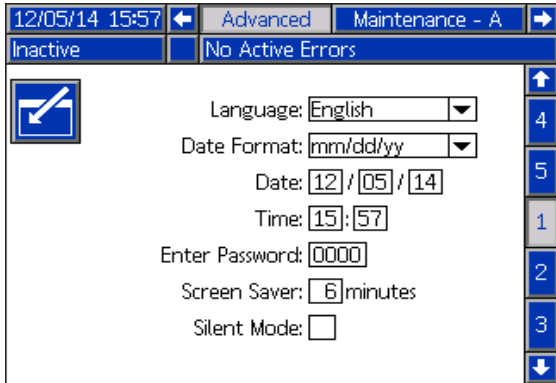 12/05/14 15:57 Advanced Maintenance - A
Inactive No Active Errors
Language: English
Date Format: mm/dd/yy
Date: 12 / 05 / 14
Time: 15 : 57
Enter Password: 0000
Screen Saver: 6 minutes
Silent Mode:
4
5
1
2
3